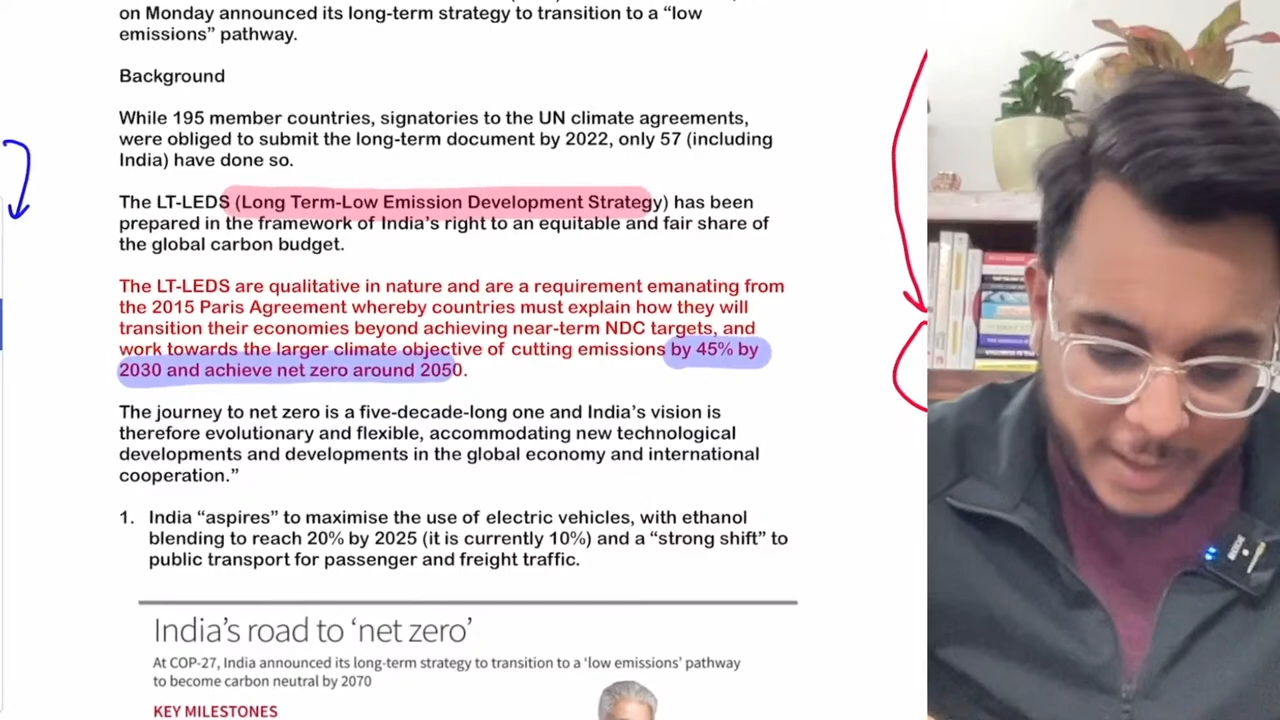 on Monday announced its long-term strategy to transition to a “low
emissions” pathway.
Background
While 195 member countries, signatories to the UN climate agreements,
were obliged to submit the long-term document by 2022, only 57 (including
India) have done so.
The LT-LEDS (Long Term-Low Emission Development Strategy) has been
prepared in the framework of India’s right to an equitable and fair share of
the global carbon budget.
The LT-LEDS are qualitative in nature and are a requirement emanating from
the 2015 Paris Agreement whereby countries must explain how they will
transition their economies beyond achieving near-term NDC targets, and
work towards the larger climate objective of cutting emissions by 45% by
2030 and achieve net zero around 2050.
The journey to net zero is a five-decade-long one and India’s vision is
therefore evolutionary and flexible, accommodating new technological
developments and developments in the global economy and international
cooperation.”
1. India “aspires” to maximise the use of electric vehicles, with ethanol
blending to reach 20% by 2025 (it is currently 10%) and a “strong shift” to
public transport for passenger and freight traffic.
India’s road to ‘net zero’
At COP-27, India announced its long-term strategy to transition to a ‘low emissions’ pathway
to become carbon neutral by 2070
KEY MILESTONES